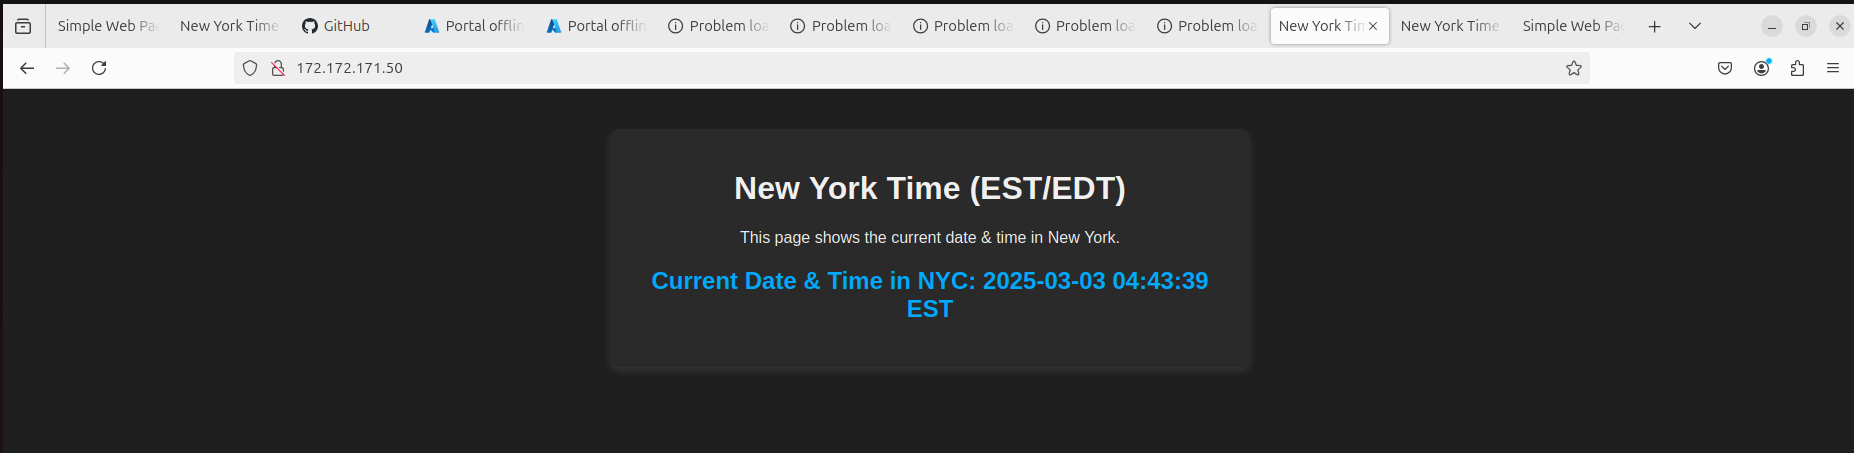 Simple Web Pa
New York Time
GitHub
Portal offlin
Portal offlin
Problem loa
Problem loa
Problem loa
Problem loa
Problem loa
New York Tim
New York Time
Simple Web Pa
172.172.171.50
New York Time (EST/EDT)
This page shows the current date & time in New York.
Current Date & Time in NYC: 2025-03-03 04:43:39
EST